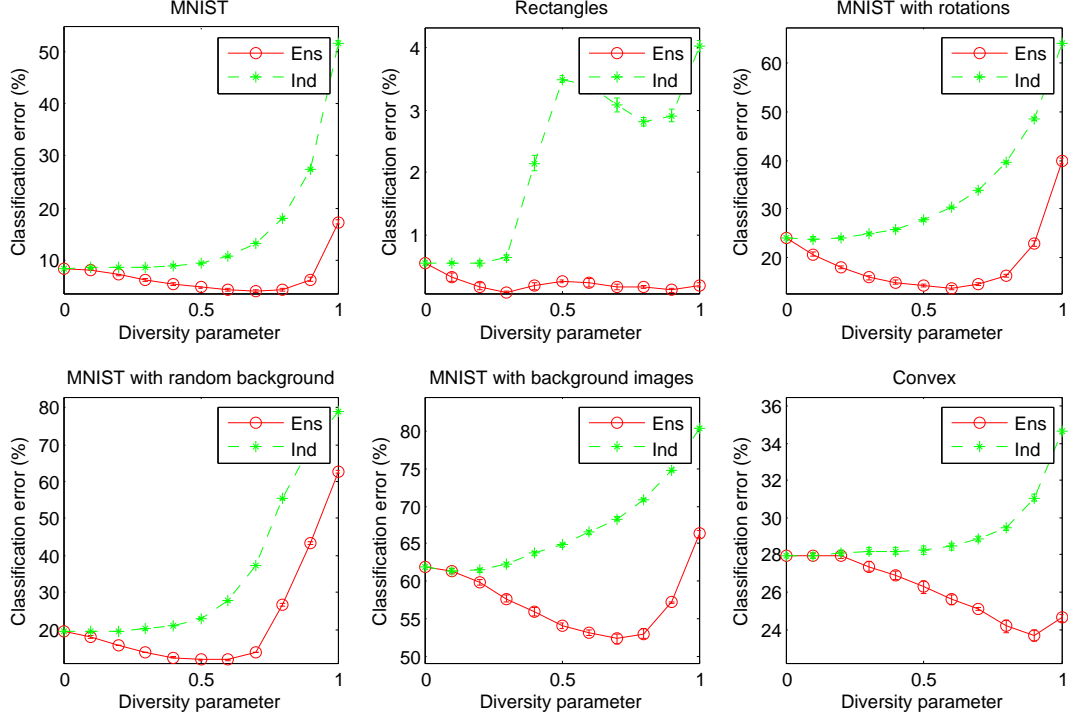 MNIST
Classification error (%)
50
40
30
20
10
0
0.5
1
Diversity parameter
Ens
Ind
Rectangles
Classification error (%)
4
3
2
1
0
0.5
1
Diversity parameter
Ens
Ind
MNIST with rotations
Classification error (%)
60
50
40
30
20
0
0.5
1
Diversity parameter
Ens
Ind
MNIST with random background
Classification error (%)
80
70
60
50
40
30
20
0
0.5
1
Diversity parameter
Ens
Ind
MNIST with background images
Classification error (%)
80
75
70
65
60
55
50
0
0.5
1
Diversity parameter
Ens
Ind
Convex
Classification error (%)
36
34
32
30
28
26
24
0
0.5
1
Diversity parameter
Ens
Ind